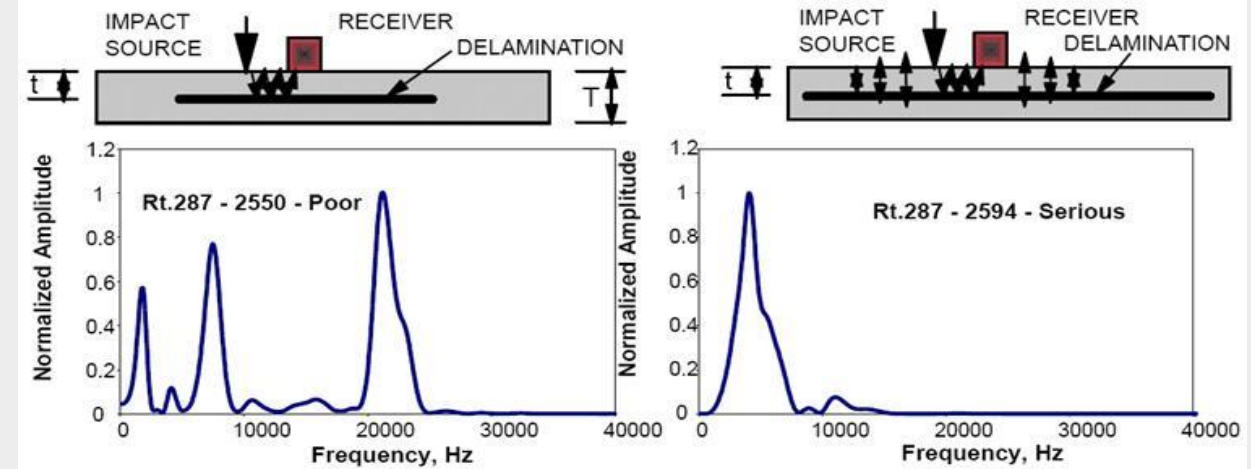 IMPACT
SOURCE
RECEIVER
DELAMINATION
t
T
Normalized Amplitude
1.2
1
0.8
0.6
0.4
0.2
0
Rt.287 - 2550 - Poor
0 10000 20000 30000 40000
Frequency, Hz
IMPACT
SOURCE
RECEIVER
DELAMINATION
t
Normalized Amplitude
1.2
1
0.8
0.6
0.4
0.2
0
Rt.287 - 2594 - Serious
0 10000 20000 30000 40000
Frequency, Hz